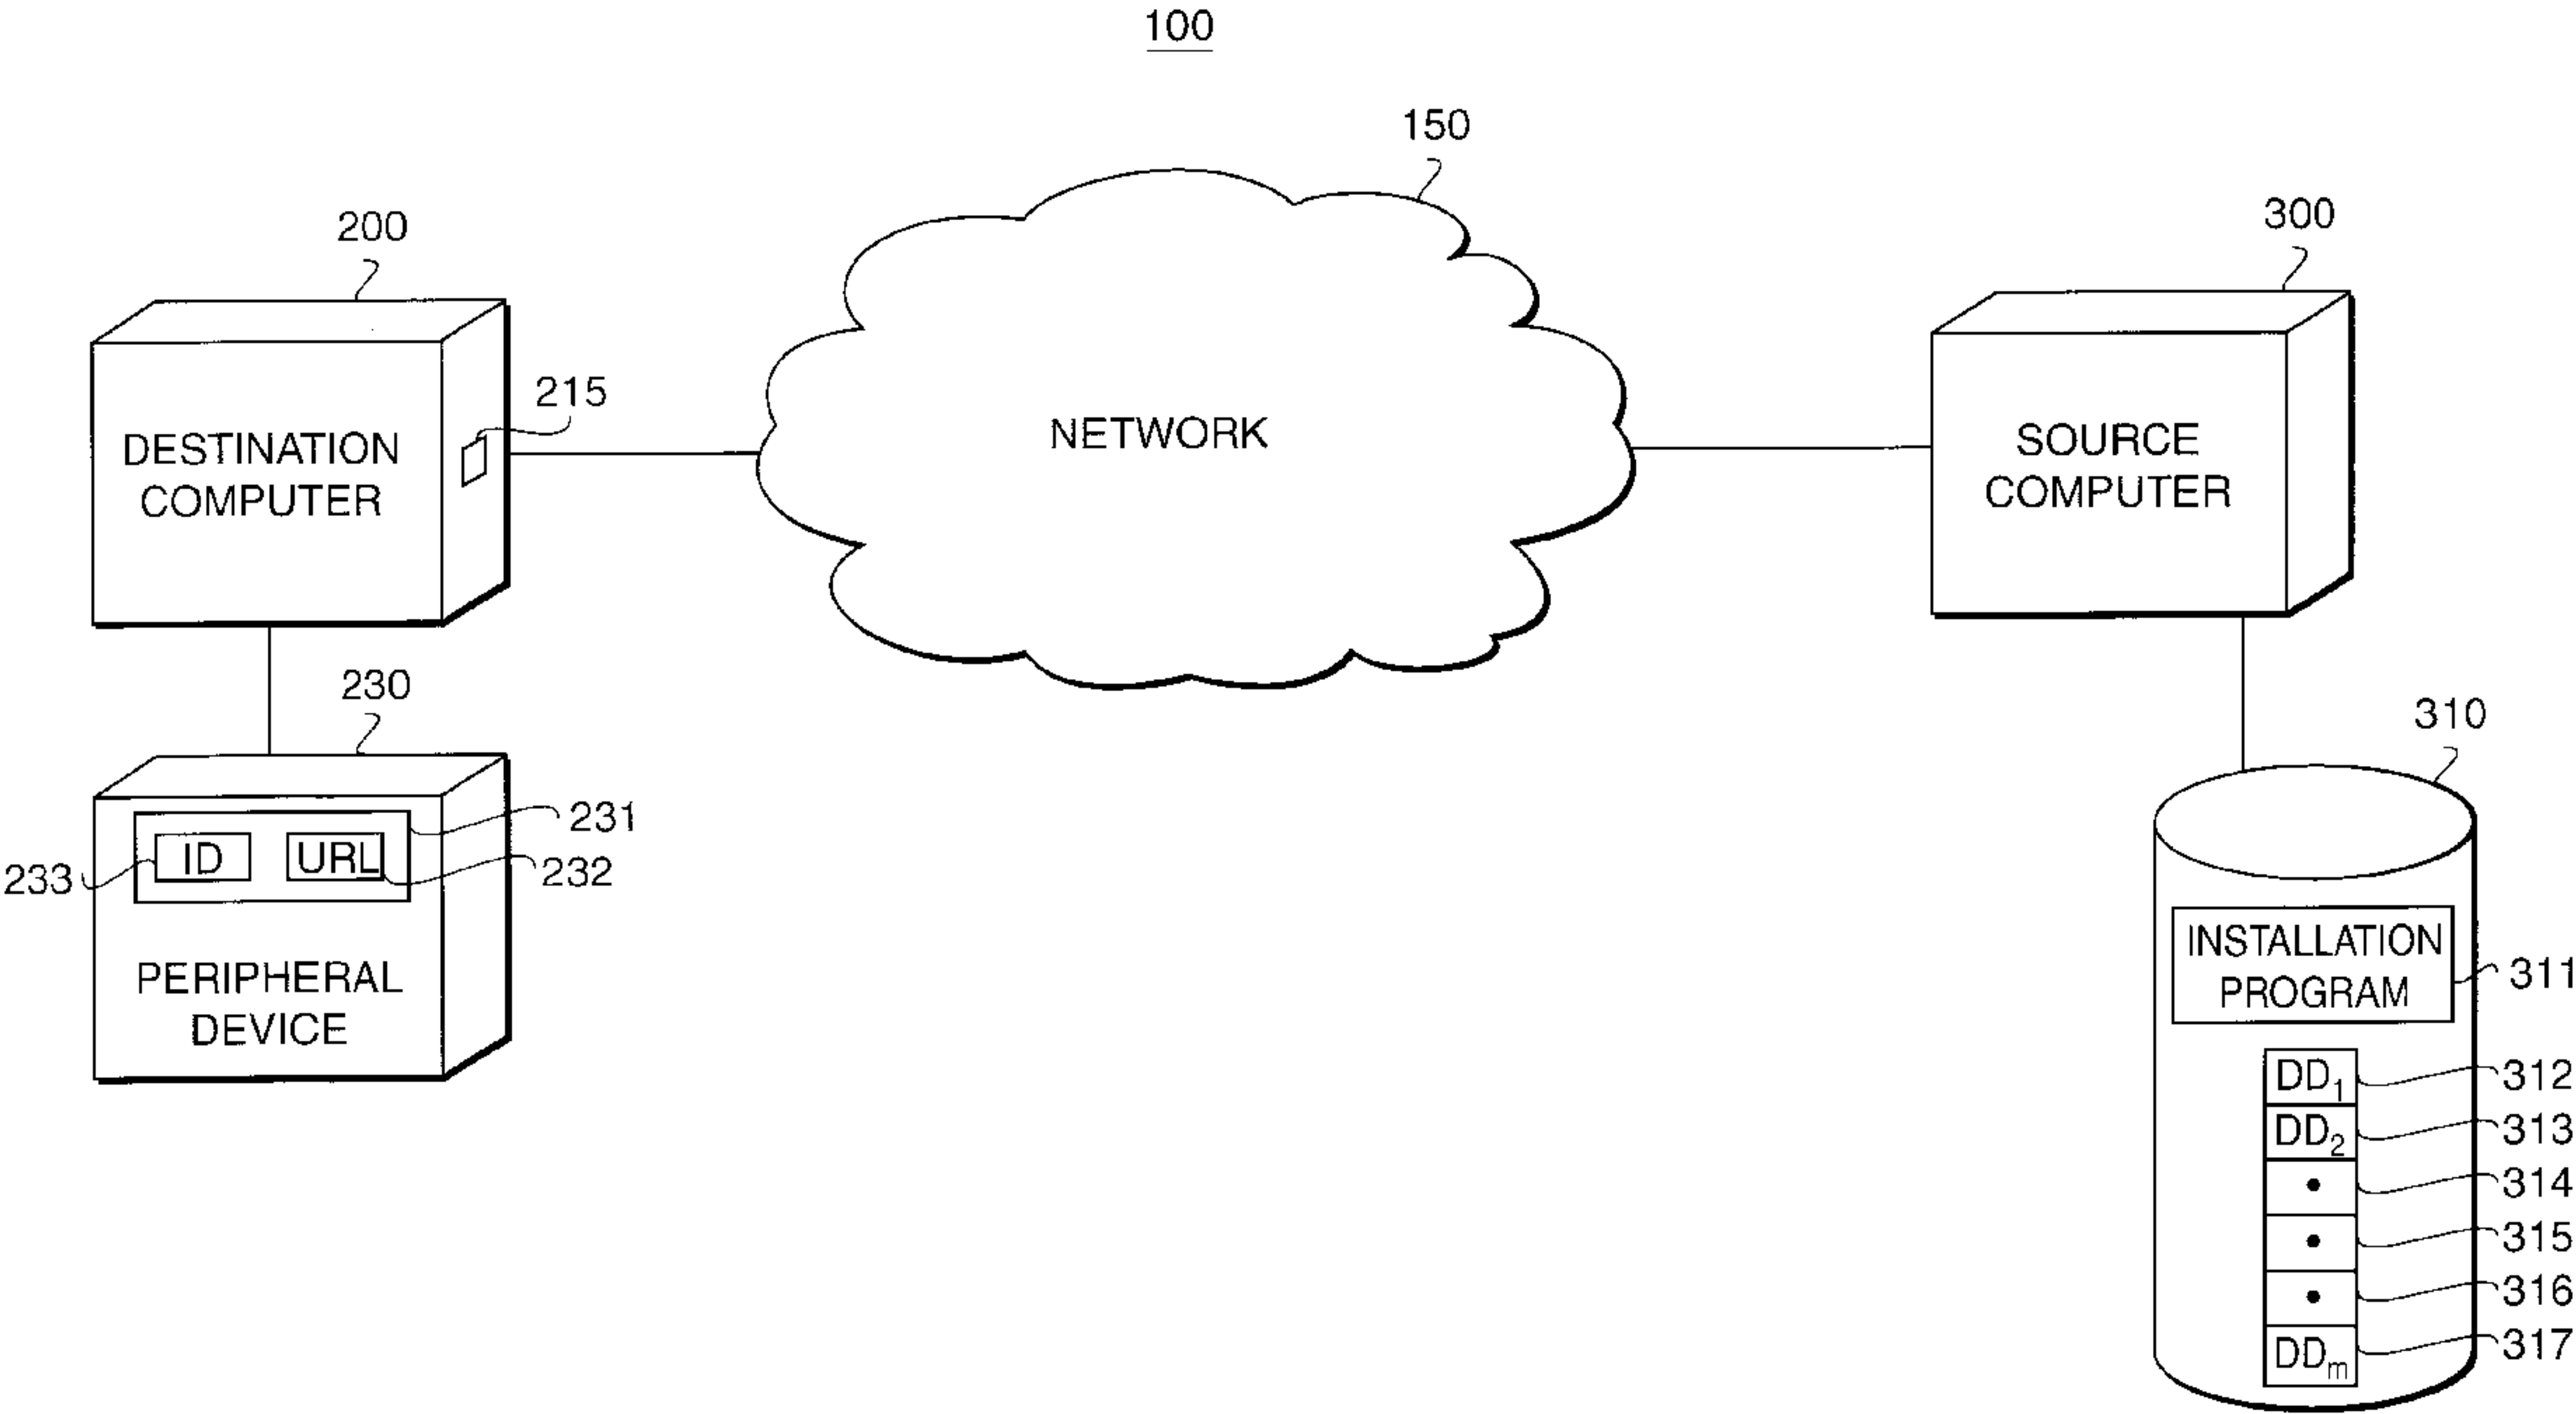 100
150
200
300
215
DESTINATION
COMPUTER
NETWORK
SOURCE
COMPUTER
230
310
231
ID
URL
233
232
PERIPHERAL
DEVICE
INSTALLATION
PROGRAM
311
DD1
312
DD2
313
•
314
•
315
•
316
DDm
317